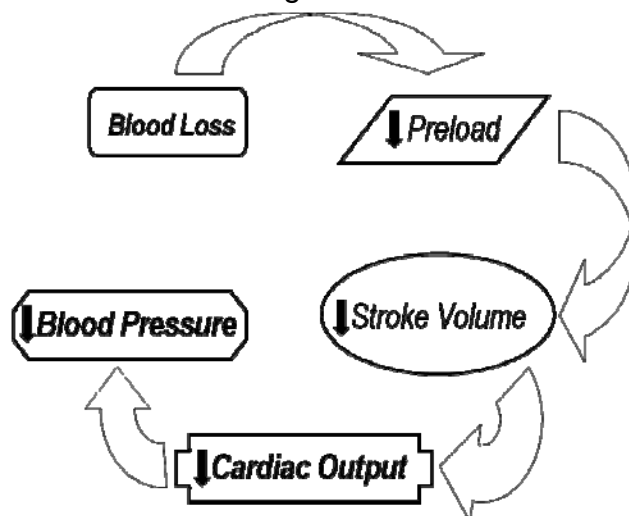 Blood Loss
⬇Preload
⬇Stroke Volume
⬇Cardiac Output
⬇Blood Pressure